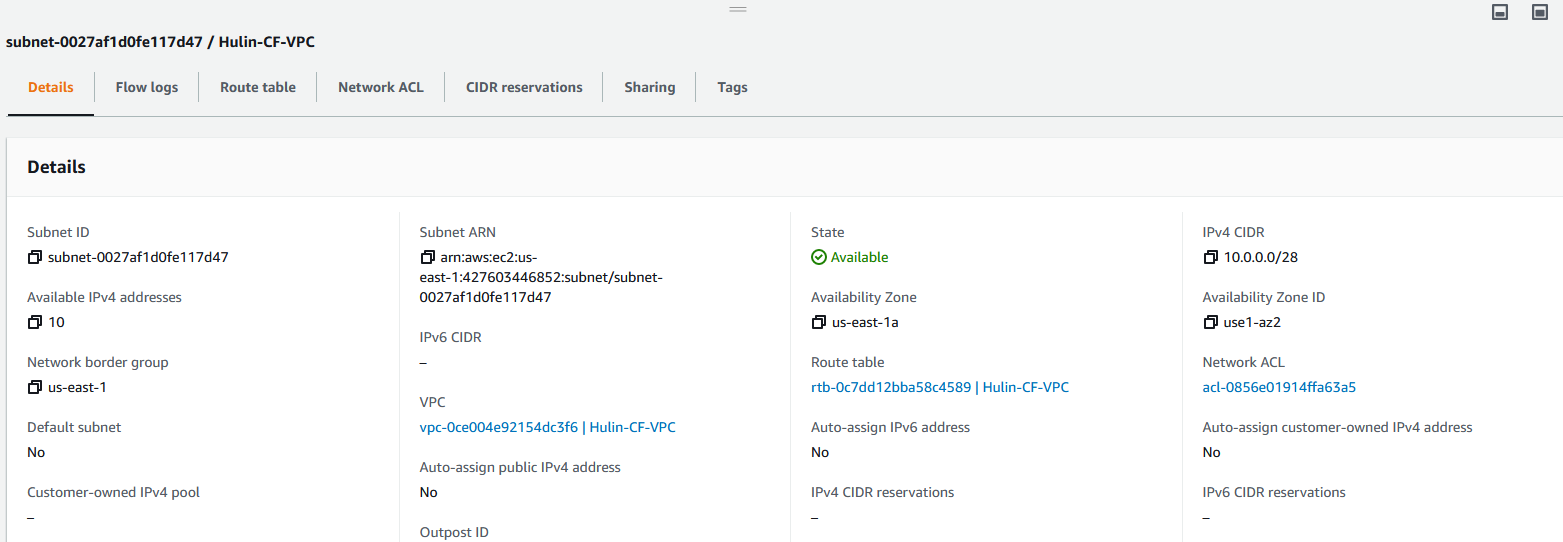 subnet-0027af1d0fe117d47 / Hulin-CF-VPC
Details
Flow logs
Route table
Network ACL
CIDR reservations
Sharing
Tags
Details
Subnet ID
subnet-0027af1d0fe117d47
Available IPv4 addresses
10
Network border group
us-east-1
Default subnet
No
Customer-owned IPv4 pool
–
Subnet ARN
arn:aws:ec2:us-
east-1:427603446852:subnet/subnet-
0027af1d0fe117d47
IPv6 CIDR
–
VPC
vpc-0ce004e92154dc3f6 | Hulin-CF-VPC
Auto-assign public IPv4 address
No
Outpost ID
State
Available
Availability Zone
us-east-1a
Route table
rtb-0c7dd12bba58c4589 | Hulin-CF-VPC
Auto-assign IPv6 address
No
IPv4 CIDR reservations
–
IPv4 CIDR
10.0.0.0/28
Availability Zone ID
use1-az2
Network ACL
acl-0856e01914ffa63a5
Auto-assign customer-owned IPv4 address
No
IPv6 CIDR reservations
–